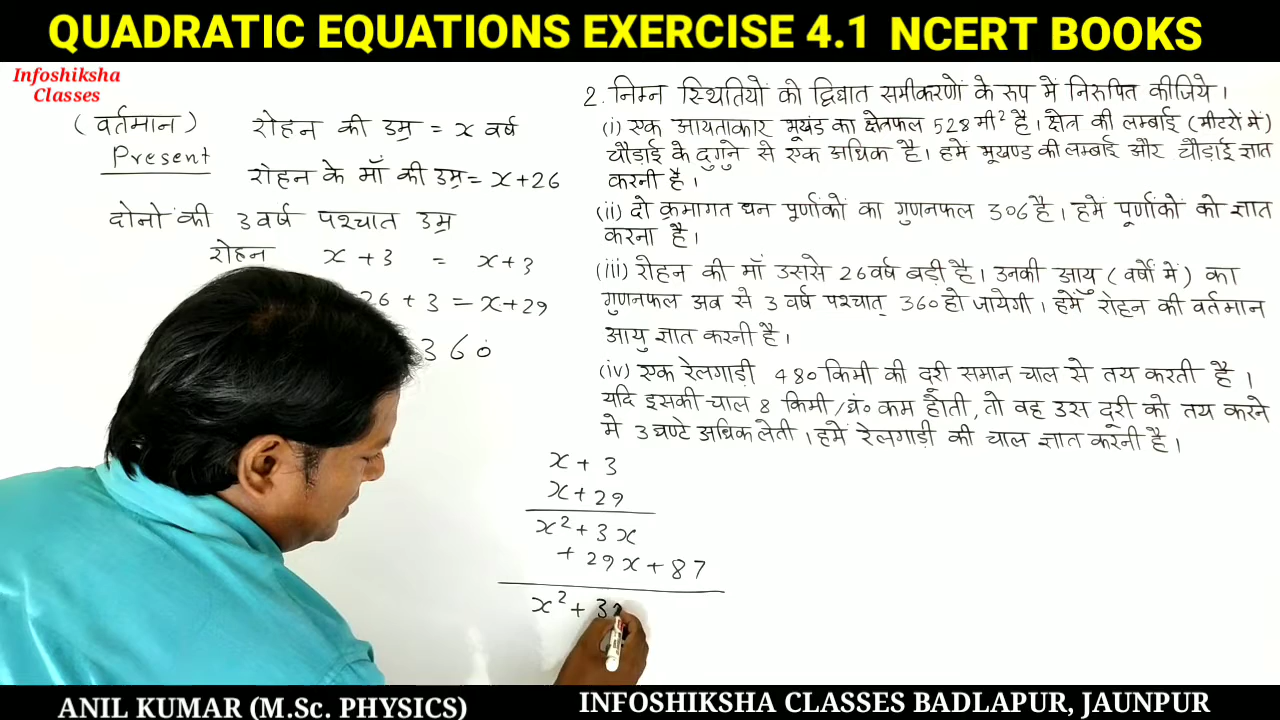 QUADRATIC EQUATIONS EXERCISE 4.1 NCERT BOOKS
Infoshiksha
Classes
(वर्तमान)
Present
रोहन की उम्र = x वर्ष
रोहन के माँ की उम्र = x+26
दोनो की 3 वर्ष पश्चात उम्र
रोहन x+3 = x+3
26 + 3 = x+29
360
x + 3
x+29
x² + 3x
+ 29x + 87
x² + 3
2. निम्न स्थितियों को द्विघात समीकरणों के रूप में निरूपित कीजिये।
(i) एक आयताकार भूखंड का क्षेत्रफल 528 मी² है। क्षेत्र की लम्बाई (मीटरों में)
चौड़ाई के दुगुने से एक अधिक है। हमें भूखण्ड की लम्बाई और चौड़ाई ज्ञात
करनी है।
(ii) दो क्रमागत धन पूर्णांकों का गुणनफल 306 है। हमें पूर्णांकों को ज्ञात
करना है।
(iii) रोहन की माँ उससे 26 वर्ष बड़ी है। उनकी आयु (वर्षों में) का
गुणनफल अब से 3 वर्ष पश्चात् 360 हो जायेगी। हमें रोहन की वर्तमान
आयु ज्ञात करनी है।
(iv) एक रेलगाड़ी 480 किमी की दूरी समान चाल से तय करती है।
यदि इसकी चाल 8 किमी/घं० कम होती, तो वह उस दूरी को तय करने
मे 3 घण्टे अधिक लेती। हमें रेलगाड़ी की चाल ज्ञात करनी है।
ANIL KUMAR (M.Sc. PHYSICS)
INFOSHIKSHA CLASSES BADLAPUR, JAUNPUR